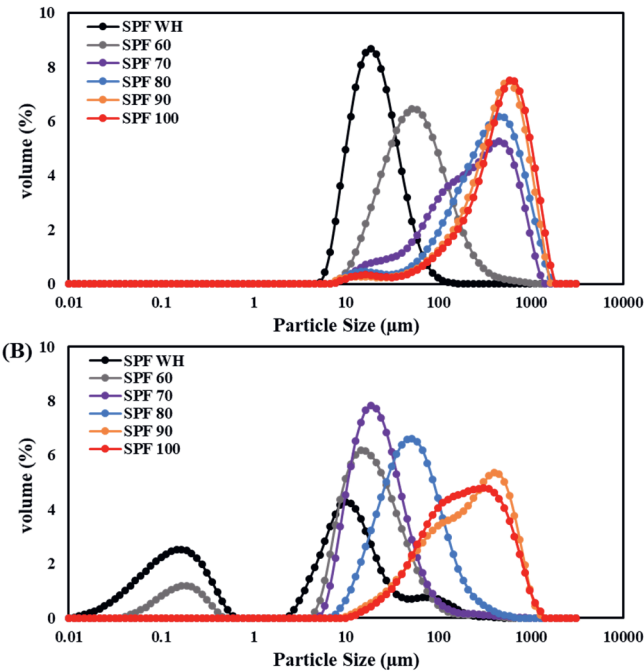 10
8
6
4
2
0
volume (%)
SPF WH
SPF 60
SPF 70
SPF 80
SPF 90
SPF 100
0.01 0.1 1 10 100 1000 10000
Particle Size (μm)
(B)
10
8
6
4
2
0
volume (%)
SPF WH
SPF 60
SPF 70
SPF 80
SPF 90
SPF 100
0.01 0.1 1 10 100 1000 10000
Particle Size (μm)